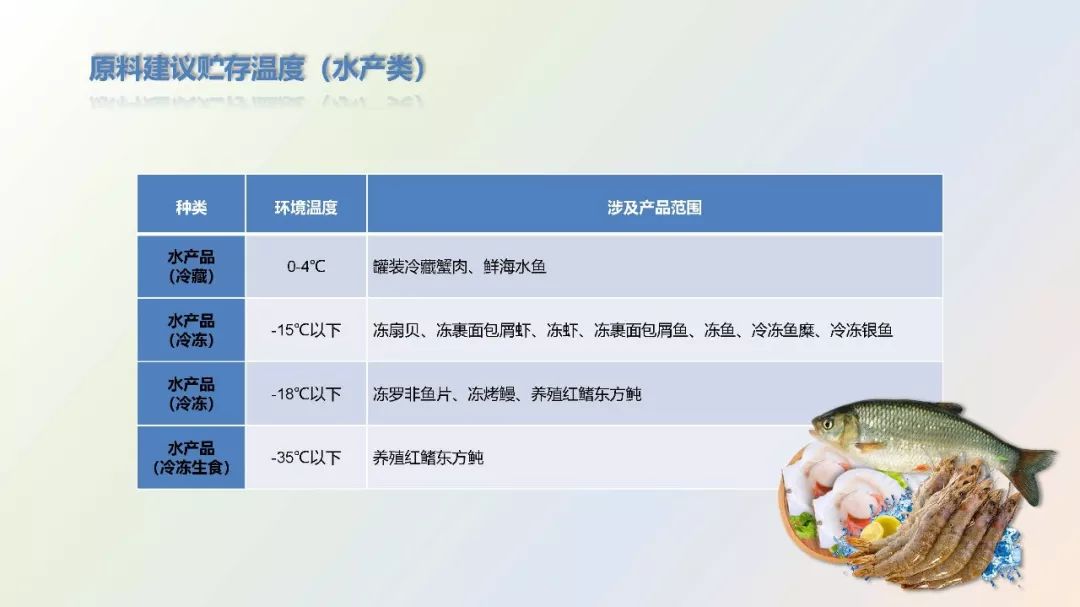 原料建议贮存温度（水产类）
种类 环境温度 涉及产品范围
水产品
（冷藏） 0-4℃ 罐装冷藏蟹肉、鲜海水鱼
水产品
（冷冻） -15℃以下 冻扇贝、冻裹面包屑虾、冻虾、冻裹面包屑鱼、冻鱼、冷冻鱼糜、冷冻银鱼
水产品
（冷冻） -18℃以下 冻罗非鱼片、冻烤鳗、养殖红鳍东方鲀
水产品
（冷冻生食） -35℃以下 养殖红鳍东方鲀